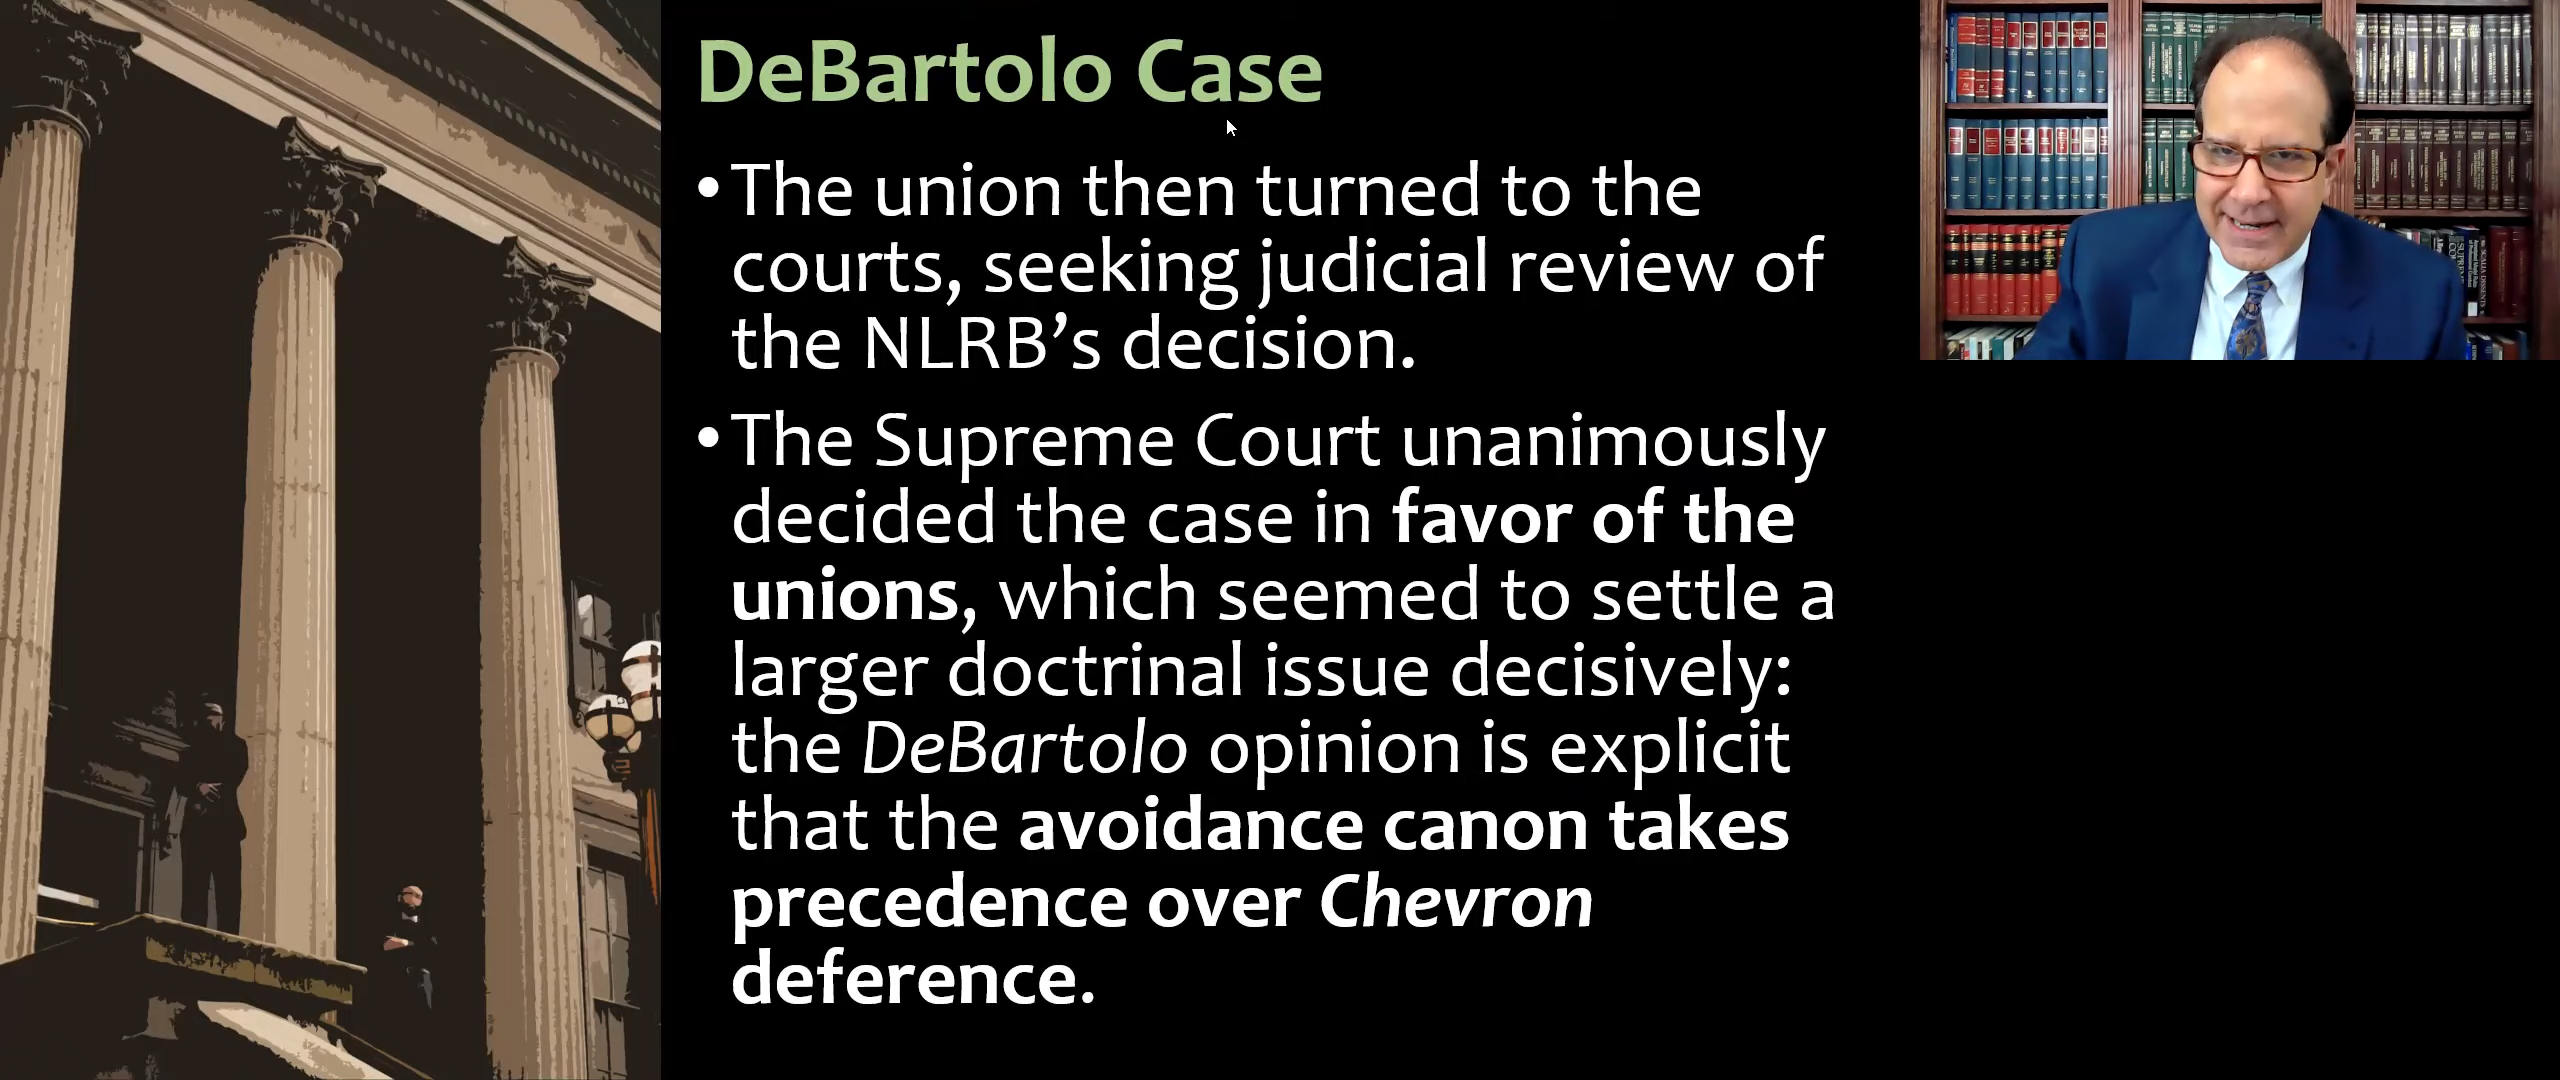 DeBartolo Case
• The union then turned to the
courts, seeking judicial review of
the NLRB’s decision.
• The Supreme Court unanimously
decided the case in favor of the
unions, which seemed to settle a
larger doctrinal issue decisively:
the DeBartolo opinion is explicit
that the avoidance canon takes
precedence over Chevron
deference.